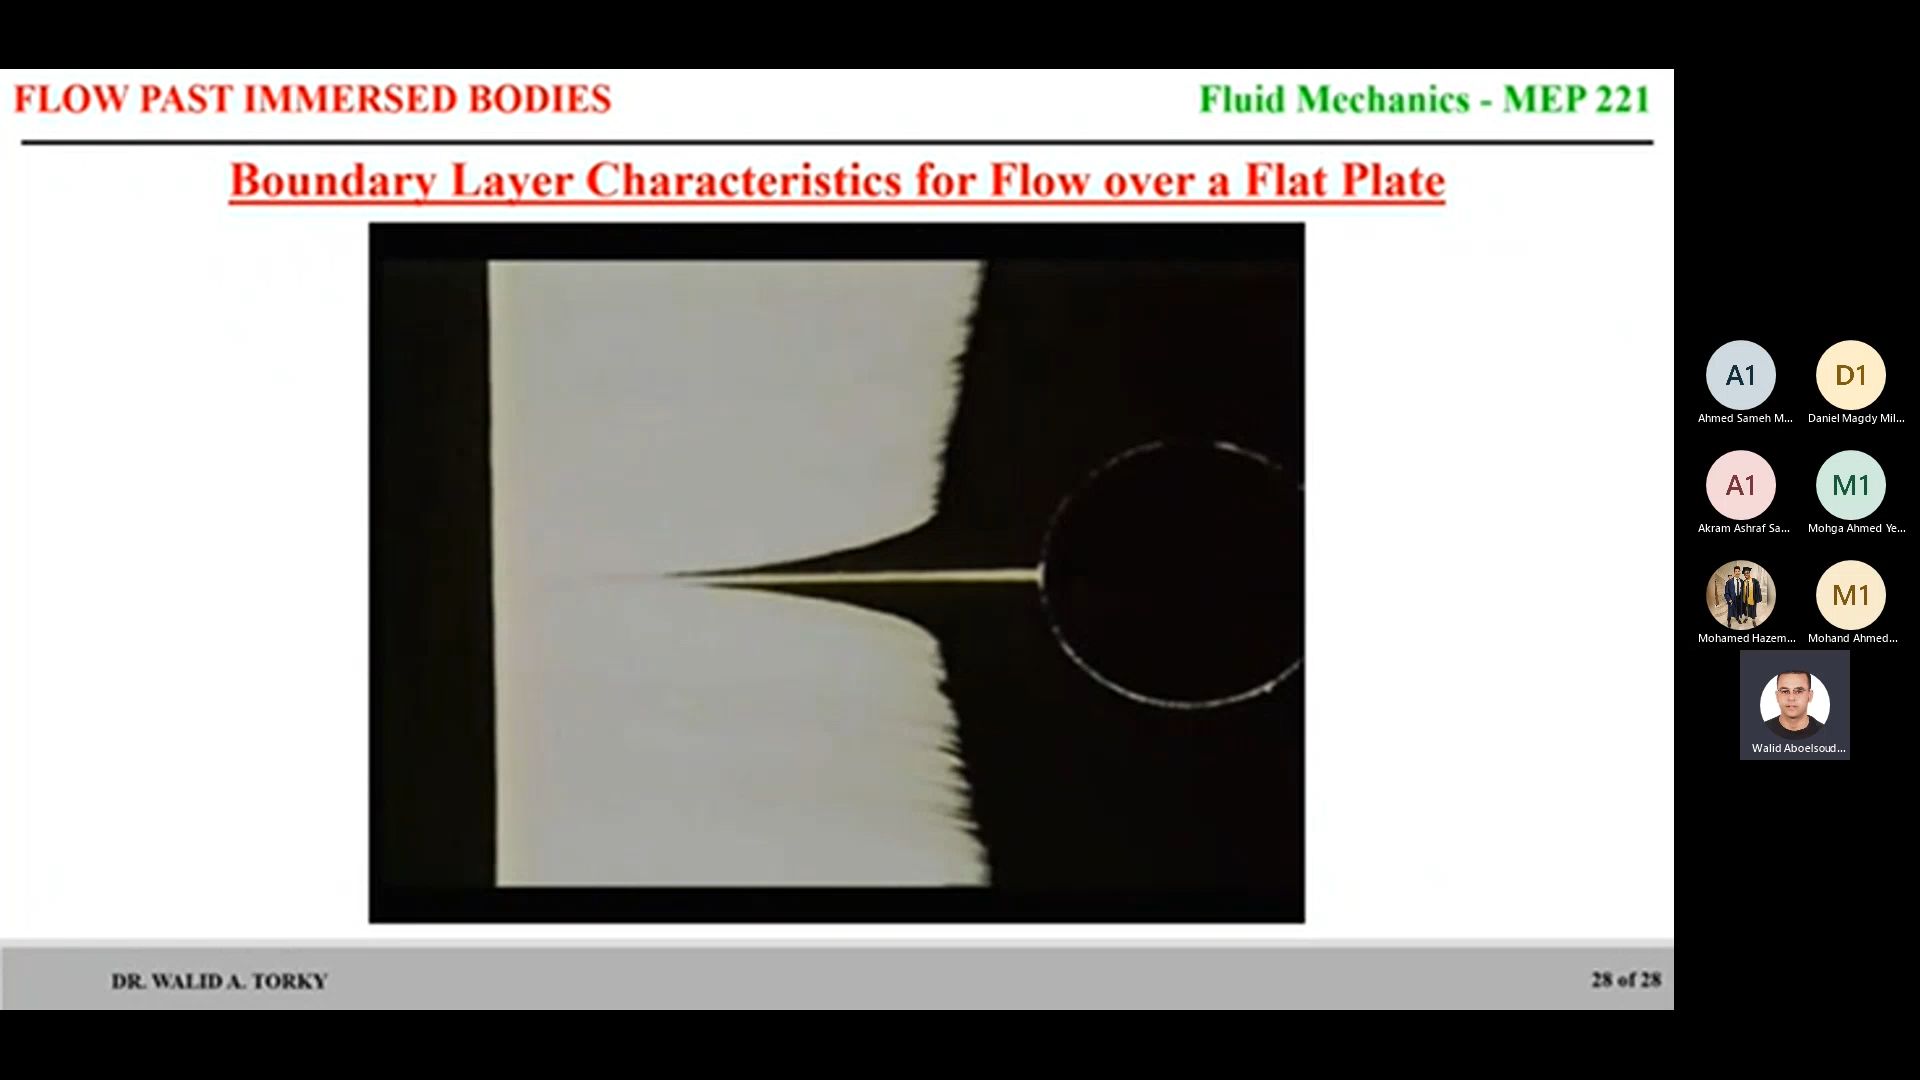 FLOW PAST IMMERSED BODIES
Fluid Mechanics - MEP 221
Boundary Layer Characteristics for Flow over a Flat Plate
A1
D1
Ahmed Sameh M...
Daniel Magdy Mil...
A1
M1
Akram Ashraf Sa...
Mohga Ahmed Ye...
M1
Mohamed Hazem...
Mohand Ahmed...
Walid Aboelsoud...
DR. WALID A. TORKY
28 of 28